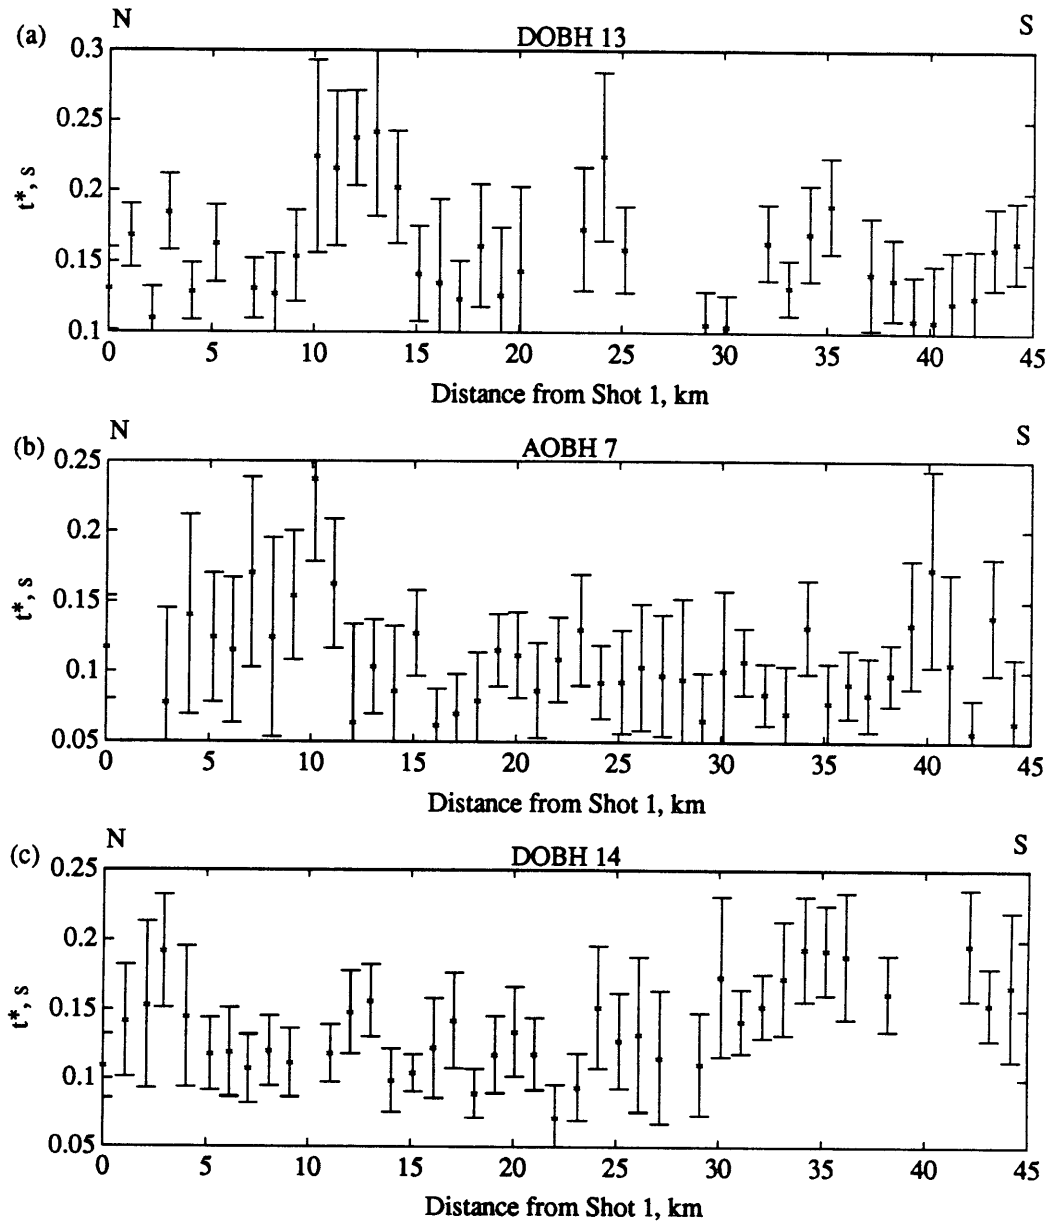 (a)
N
DOBH 13
S
0.3
0.25
0.2
0.15
0.1
t*, s
0 5 10 15 20 25 30 35 40 45
Distance from Shot 1, km
(b)
N
AOBH 7
S
0.25
0.2
0.15
0.1
0.05
t*, s
0 5 10 15 20 25 30 35 40 45
Distance from Shot 1, km
(c)
N
DOBH 14
S
0.25
0.2
0.15
0.1
0.05
t*, s
0 5 10 15 20 25 30 35 40 45
Distance from Shot 1, km